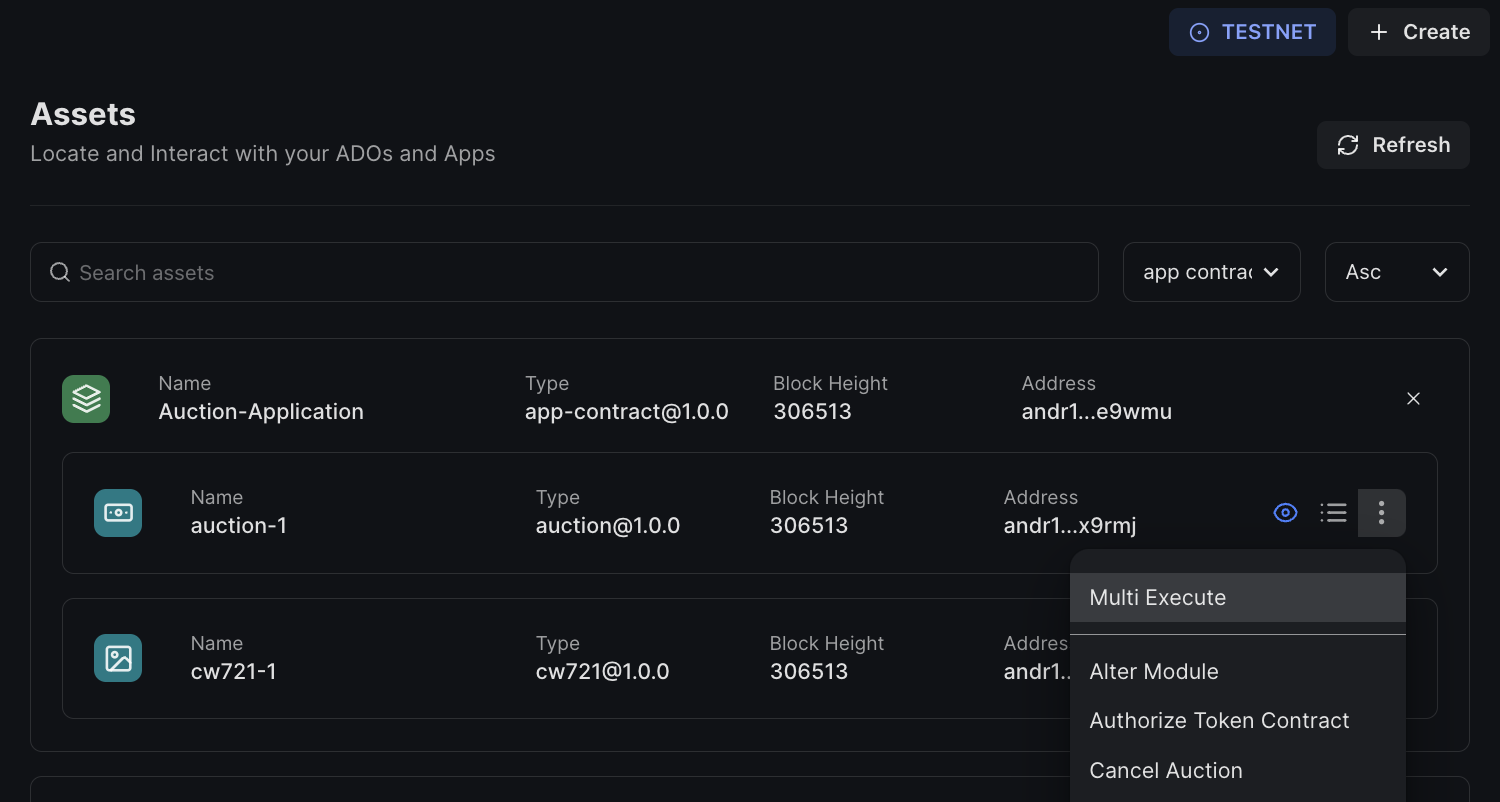 TESTNET
Create
Assets
Locate and Interact with your ADOs and Apps
Refresh
Search assets
app contrac
Asc
Name Type Block Height Address
Auction-Application app-contract@1.0.0 306513 andr1...e9wmu
Name Type Block Height Address
auction-1 auction@1.0.0 306513 andr1...x9rmj
Multi Execute
Name Type Block Height Addres
cw721-1 cw721@1.0.0 306513 andr1..
Alter Module
Authorize Token Contract
Cancel Auction